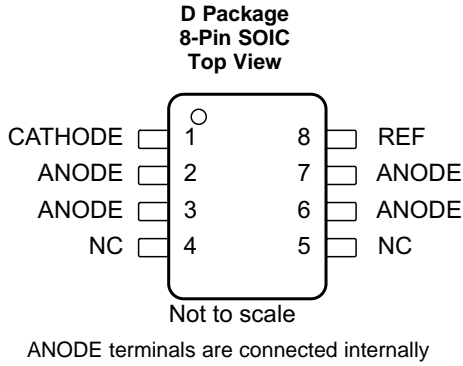 D Package
8-Pin SOIC
Top View
CATHODE 1 8 REF
ANODE 2 7 ANODE
ANODE 3 6 ANODE
NC 4 5 NC
Not to scale
ANODE terminals are connected internally